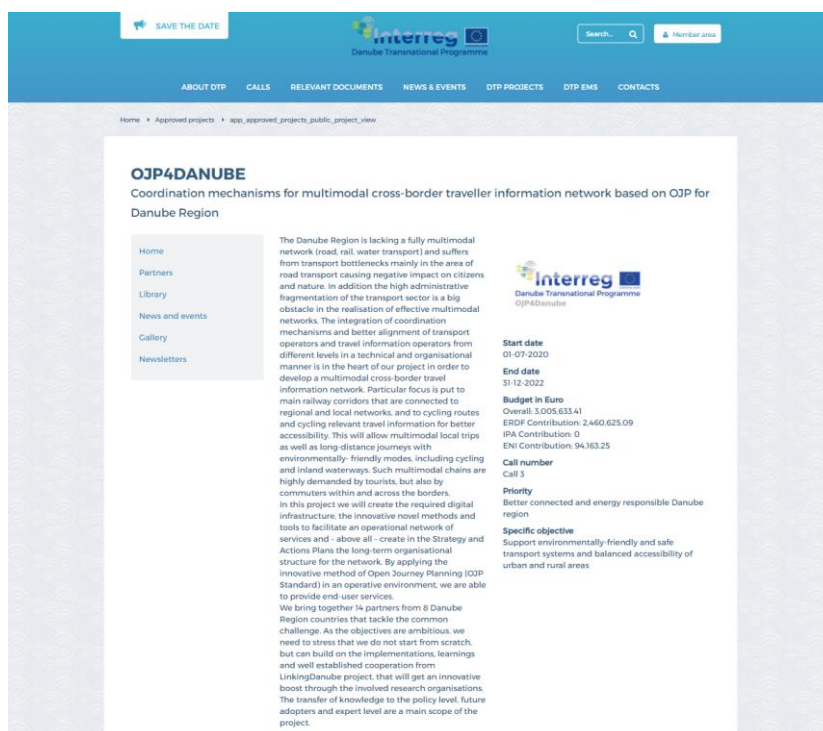 SAVE THE DATE
Interreg
Danube Transnational Programme
Search..
Member area
ABOUT DTP CALLS RELEVANT DOCUMENTS NEWS & EVENTS DTP PROJECTS DTP EMS CONTACTS
Home ▸ Approved projects ▸ app_approved_projects_public_project_view
OJP4DANUBE
Coordination mechanisms for multimodal cross-border traveller information network based on OJP for
Danube Region
Home
Partners
Library
News and events
Gallery
Newsletters
The Danube Region is lacking a fully multimodal
network (road, rail, water transport) and suffers
from transport bottlenecks mainly in the area of
road transport causing negative impact on citizens
and nature. In addition the high administrative
fragmentation of the transport sector is a big
obstacle in the realisation of effective multimodal
networks. The integration of coordination
mechanisms and better alignment of transport
operators and travel information operators from
different levels in a technical and organisational
manner is in the heart of our project in order to
develop a multimodal cross-border travel
information network. Particular focus is put to
main railway corridors that are connected to
regional and local networks, and to cycling routes
and cycling relevant travel information for better
accessibility. This will allow multimodal local trips
as well as long-distance journeys with
environmentally- friendly modes, including cycling
and inland waterways. Such multimodal chains are
highly demanded by tourists, but also by
commuters within and across the borders.
In this project we will create the required digital
infrastructure, the innovative novel methods and
tools to facilitate an operational network of
services and - above all - create in the Strategy and
Actions Plans the long-term organisational
structure for the network. By applying the
innovative method of Open Journey Planning (OJP
Standard) in an operative environment, we are able
to provide end-user services.
We bring together 14 partners from 8 Danube
Region countries that tackle the common
challenge. As the objectives are ambitious, we
need to stress that we do not start from scratch,
but can build on the implementations, learnings
and well established cooperation from
LinkingDanube project, that will get an innovative
boost through the involved research organisations.
The transfer of knowledge to the policy level, future
adopters and expert level are a main scope of the
project.
Interreg
Danube Transnational Programme
OJP4Danube
Start date
01-07-2020
End date
31-12-2022
Budget in Euro
Overall: 3,005,633.41
ERDF Contribution: 2,460,625.09
IPA Contribution: 0
ENI Contribution: 94,163.25
Call number
Call 3
Priority
Better connected and energy responsible Danube
region
Specific objective
Support environmentally-friendly and safe
transport systems and balanced accessibility of
urban and rural areas